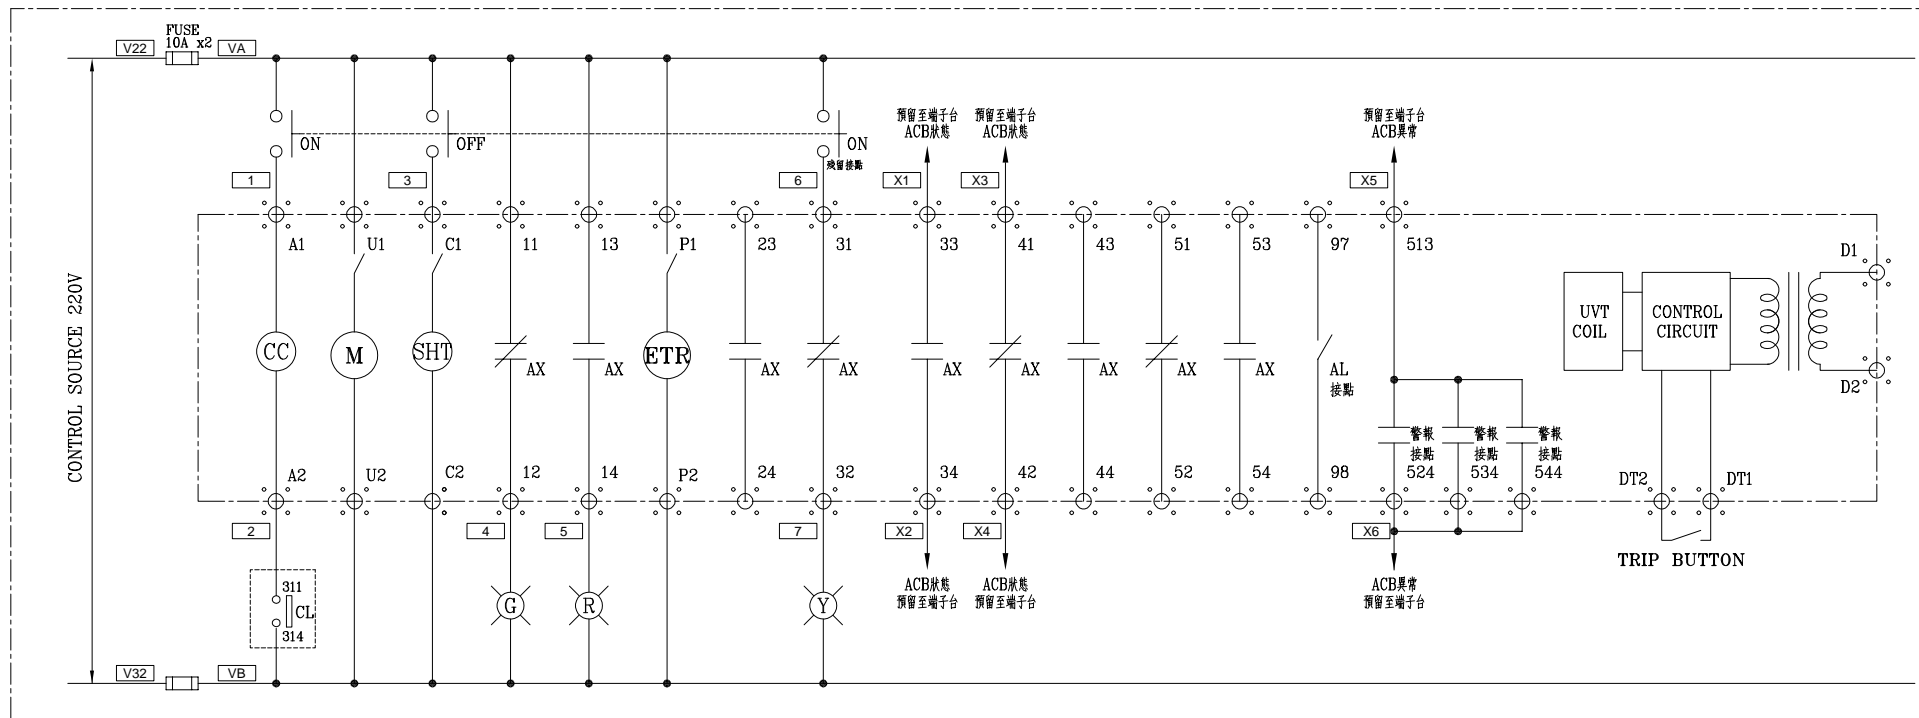 FUSE
10A x2
V22
VA
預留至端子台
ACB狀態
預留至端子台
ACB狀態
預留至端子台
ACB異常
ON
OFF
ON
殘留接點
1
3
6
X1
X3
X5
A1
U1
C1
11
13
P1
23
31
33
41
43
51
53
97
513
D1
CONTROL SOURCE 220V
CC
M
SHT
AX
AX
ETR
AX
AX
AX
AX
AX
AX
AX
AL
接點
UVT
COIL
CONTROL
CIRCUIT
D2
警報
接點
警報
接點
警報
接點
A2
U2
C2
12
14
P2
24
32
34
42
44
52
54
98
524
534
544
DT2
DT1
2
4
5
7
X2
X4
X6
TRIP BUTTON
311
CL
314
G
R
Y
ACB狀態
預留至端子台
ACB狀態
預留至端子台
ACB異常
預留至端子台
V32
VB